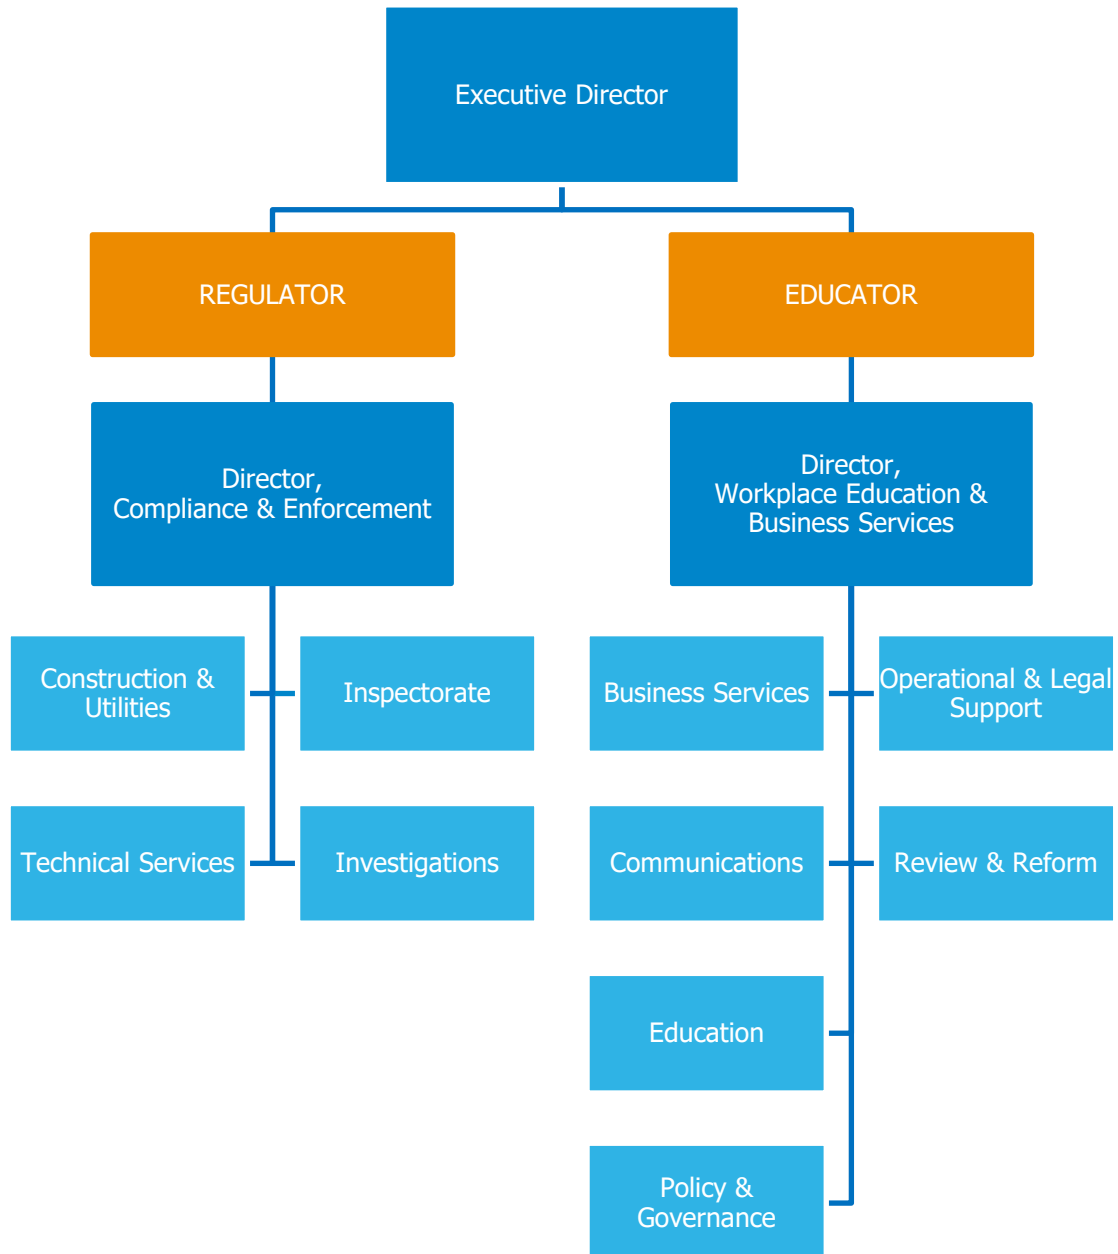 Executive Director
REGULATOR
EDUCATOR
Director,
Compliance & Enforcement
Director,
Workplace Education &
Business Services
Construction &
Utilities
Inspectorate
Business Services
Operational & Legal
Support
Technical Services
Investigations
Communications
Review & Reform
Education
Policy &
Governance